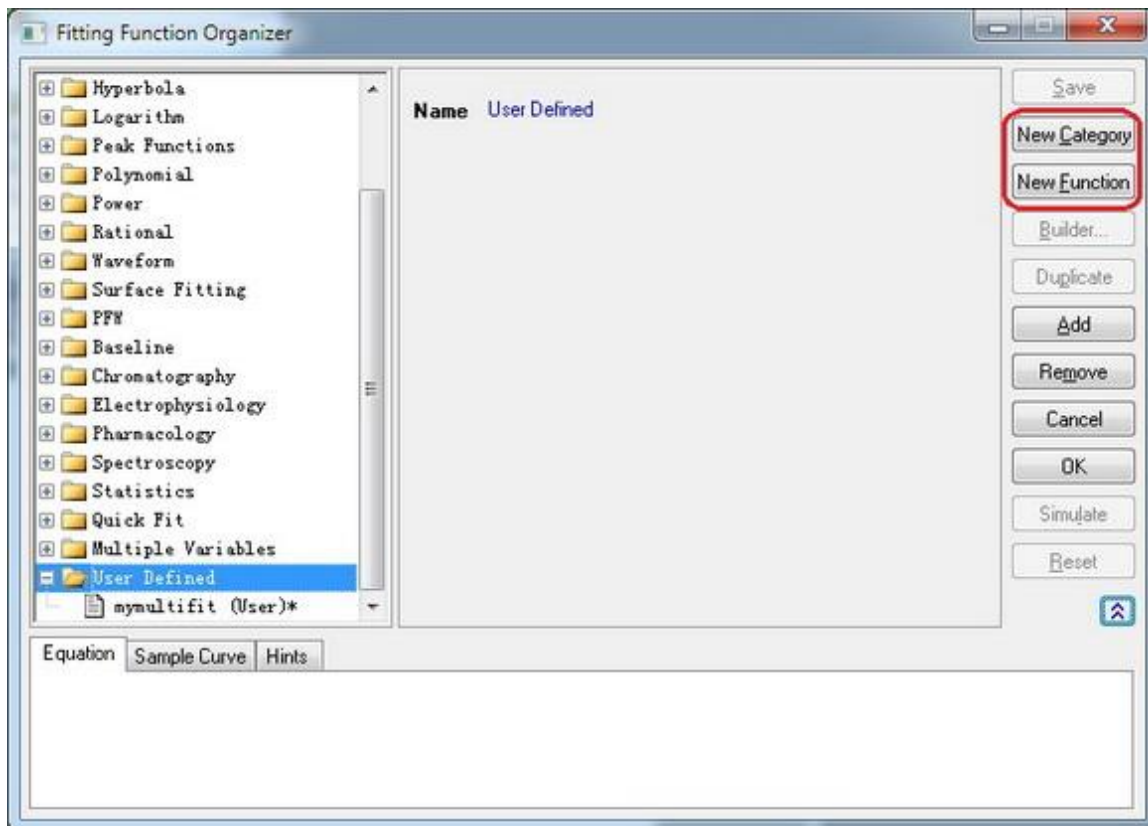 Fitting Function Organizer
Hyperbola
Logarithm
Peak Functions
Polynomial
Power
Rational
Waveform
Surface Fitting
PFW
Baseline
Chromatography
Electrophysiology
Pharmacology
Spectroscopy
Statistics
Quick Fit
Multiple Variables
User Defined
mymultifit (User)*
Name User Defined
Save
New Category
New Function
Builder...
Duplicate
Add
Remove
Cancel
OK
Simulate
Reset
Equation Sample Curve Hints